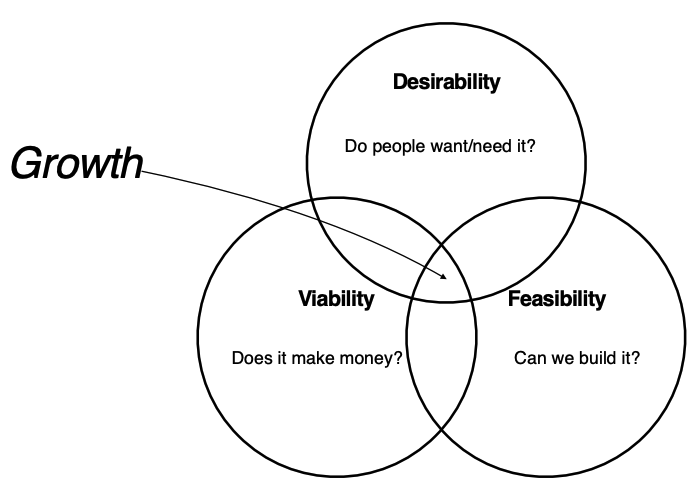 Desirability
Do people want/need it?
Growth
Viability
Feasibility
Does it make money?
Can we build it?